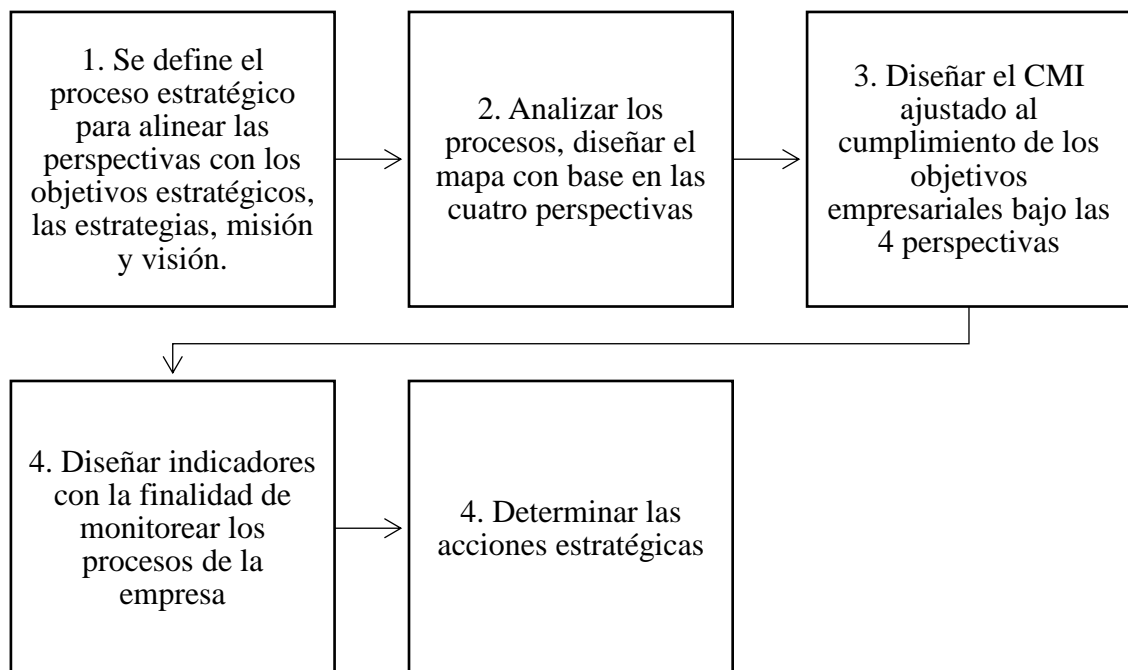 1. Se define el
proceso estratégico
para alinear las
perspectivas con los
objetivos estratégicos,
las estrategias, misión
y visión.
2. Analizar los
procesos, diseñar el
mapa con base en las
cuatro perspectivas
3. Diseñar el CMI
ajustado al
cumplimiento de los
objetivos
empresariales bajo las
4 perspectivas
4. Diseñar indicadores
con la finalidad de
monitorear los
procesos de la
empresa
4. Determinar las
acciones estratégicas